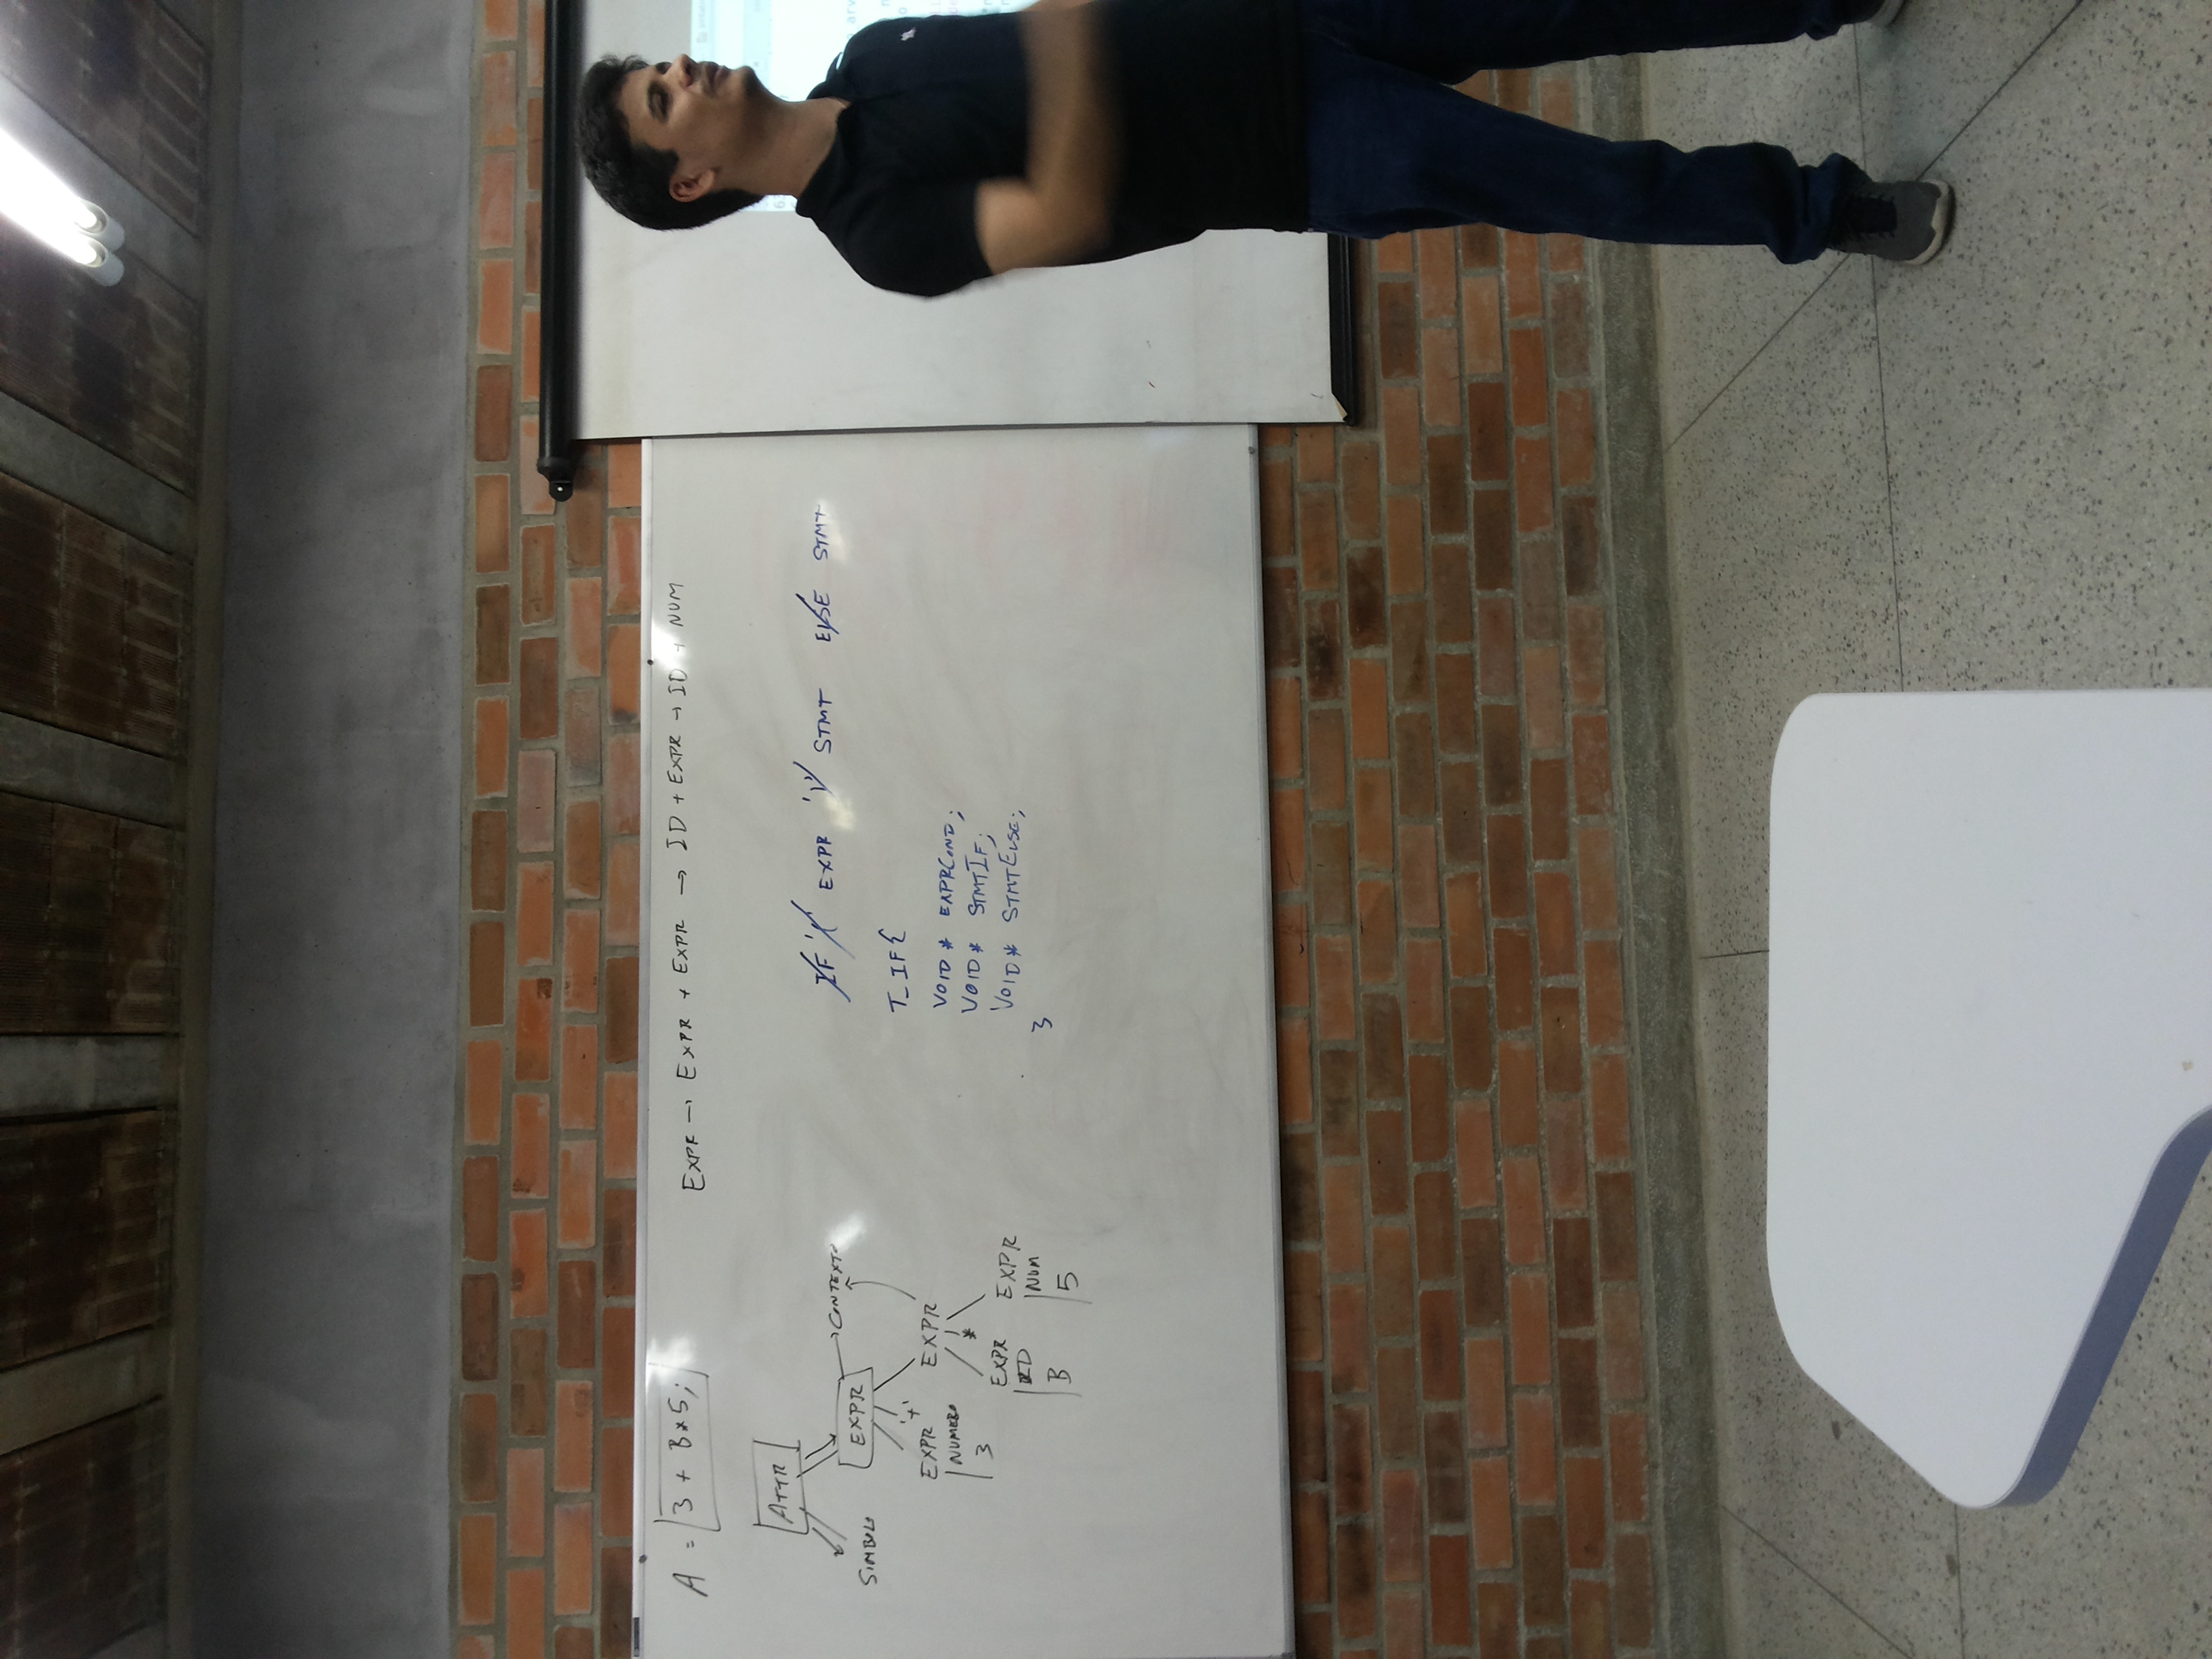 A = 3 + B*5;
EXPR → EXPR + EXPR → ID + EXPR → ID + NUM
ATTR
SIMBOLO
EXPR
CONTEXTO
EXPR '+' EXPR
NUMERO
3
*
EXPR EXPR
ID NUM
B 5
IF '(' EXPR ')' STMT ELSE STMT
T_IF{
VOID* EXPRCOND;
VOID* STMTIF;
VOID* STMTELSE;
}